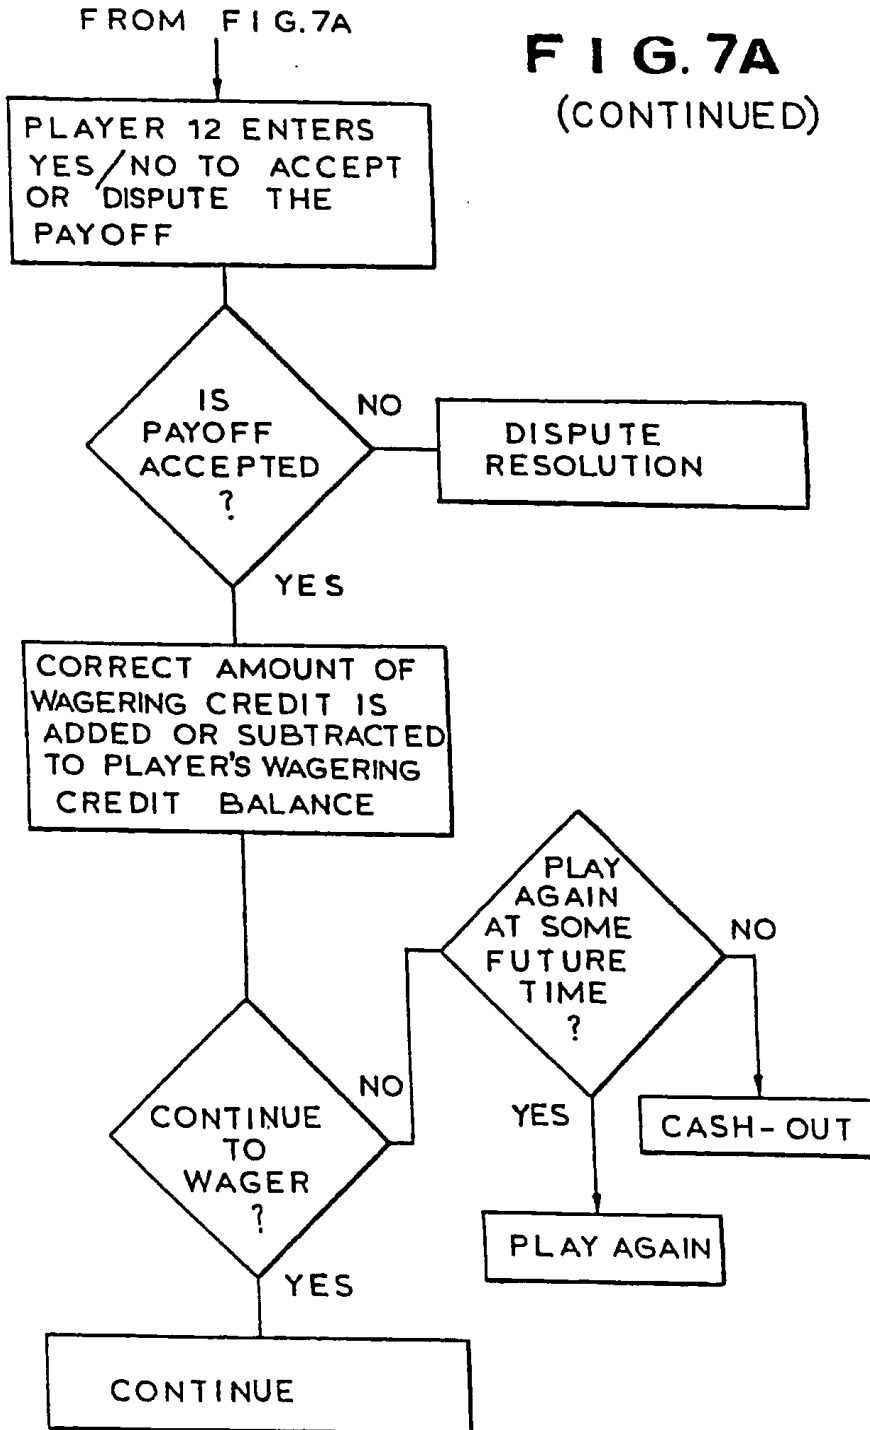 FROM FIG.7A
FIG.7A
(CONTINUED)
PLAYER 12 ENTERS
YES/NO TO ACCEPT
OR DISPUTE THE
PAYOFF
IS
PAYOFF
ACCEPTED
?
NO
DISPUTE
RESOLUTION
YES
CORRECT AMOUNT OF
WAGERING CREDIT IS
ADDED OR SUBTRACTED
TO PLAYER'S WAGERING
CREDIT BALANCE
PLAY
AGAIN
AT SOME
FUTURE
TIME
?
NO
CASH-OUT
YES
PLAY AGAIN
CONTINUE
TO
WAGER
?
NO
YES
CONTINUE